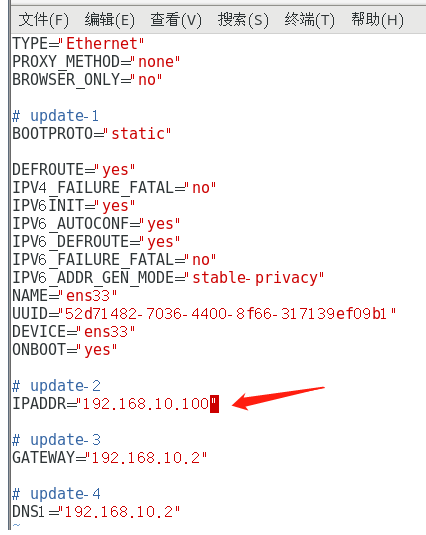 文件(F) 编辑(E) 查看(V) 搜索(S) 终端(T) 帮助(H)
TYPE="Ethernet"
PROXY_METHOD="none"
BROWSER_ONLY="no"
# update-1
BOOTPROTO="static"
DEFROUTE="yes"
IPV4_FAILURE_FATAL="no"
IPV6INIT="yes"
IPV6_AUTOCONF="yes"
IPV6_DEFROUTE="yes"
IPV6_FAILURE_FATAL="no"
IPV6_ADDR_GEN_MODE="stable-privacy"
NAME="ens33"
UUID="52d71482-7036-4400-8f66-317139ef09b1"
DEVICE="ens33"
ONBOOT="yes"
# update-2
IPADDR="192.168.10.100"
# update-3
GATEWAY="192.168.10.2"
# update-4
DNS1="192.168.10.2"
~